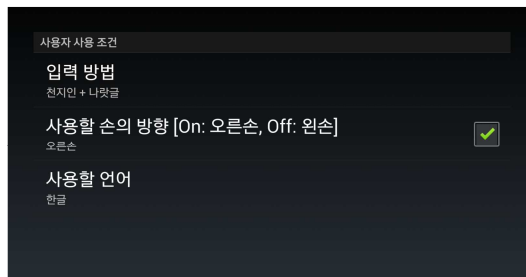 사용자 사용 조건
입력 방법
천지인 + 나랏글
사용할 손의 방향 [On: 오른손, Off: 왼손]
오른손
사용할 언어
한글